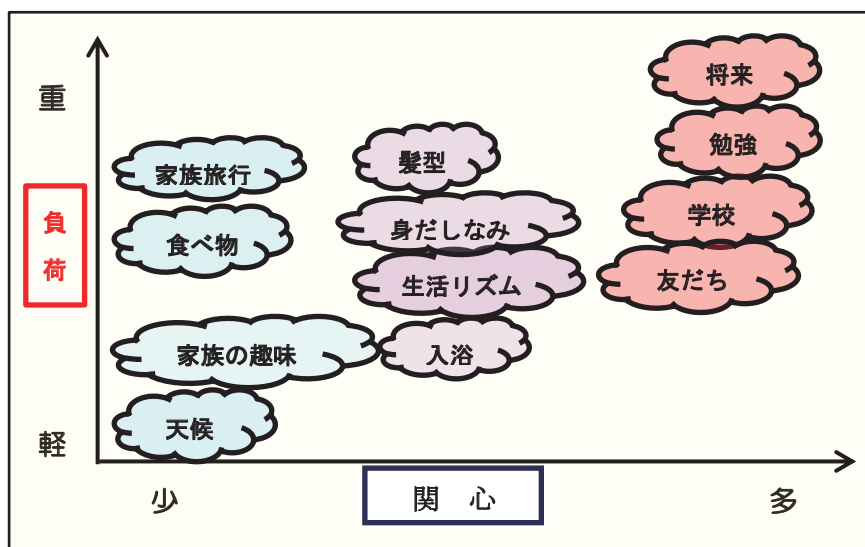 重
負
荷
軽
将来
勉強
学校
友だち
髪型
身だしなみ
生活リズム
入浴
家族旅行
食べ物
家族の趣味
天候
少
関 心
多